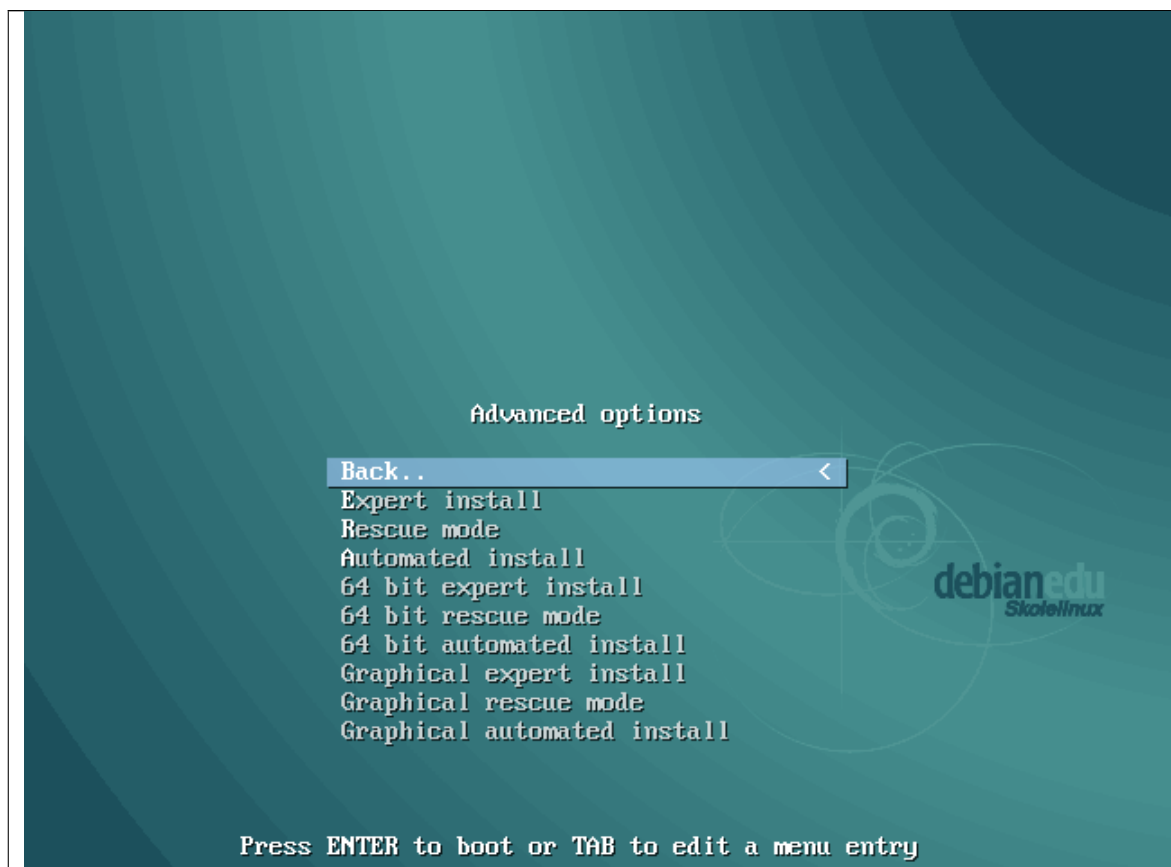 Advanced options
Back.. <
Expert install
Rescue mode
Automated install
64 bit expert install
64 bit rescue mode
64 bit automated install
Graphical expert install
Graphical rescue mode
Graphical automated install
debianedu
Skolelinux
Press ENTER to boot or TAB to edit a menu entry